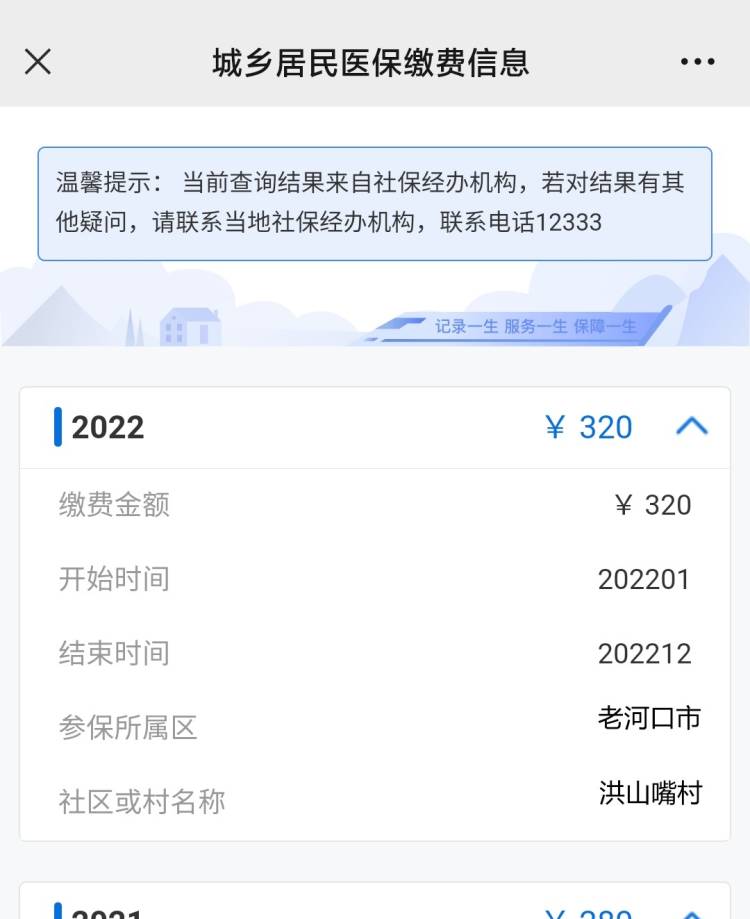 城乡居民医保缴费信息
温馨提示： 当前查询结果来自社保经办机构，若对结果有其
他疑问，请联系当地社保经办机构，联系电话12333
记录一生 服务一生 保障一生
2022 ¥ 320
缴费金额 ¥ 320
开始时间 202201
结束时间 202212
参保所属区 老河口市
社区或村名称 洪山嘴村
2021 ¥ 280